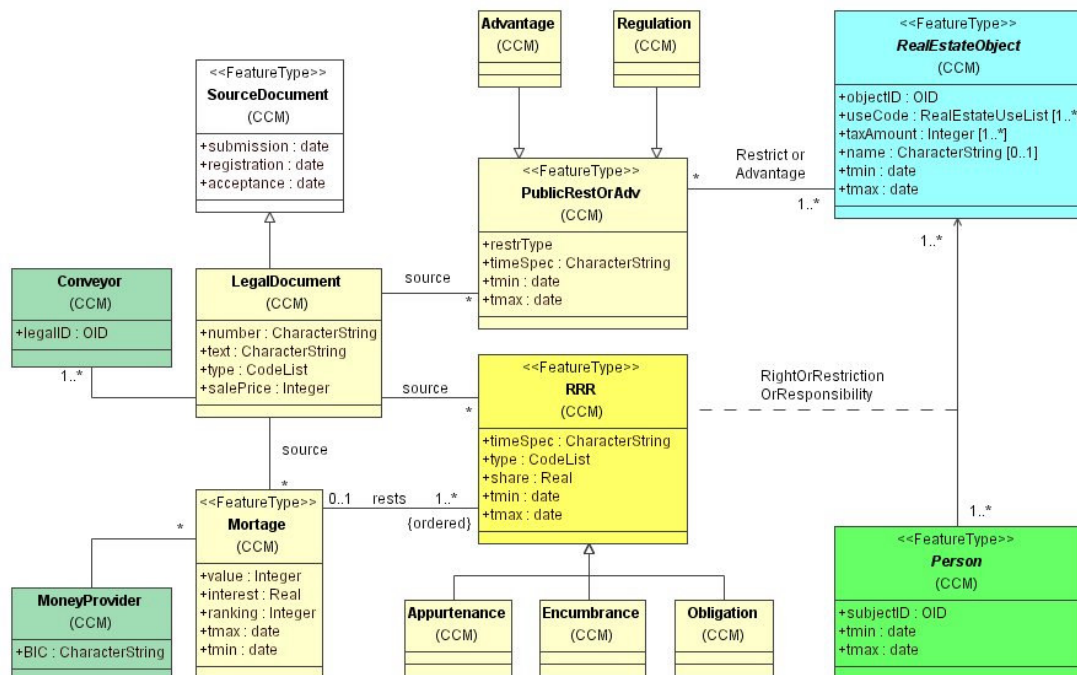 Advantage
(CCM)
Regulation
(CCM)
<<FeatureType>>
RealEstateObject
(CCM)
+objectID : OID
+useCode : RealEstateUseList [1..*
+taxAmount : Integer [1..*]
+name : CharacterString [0..1]
+tmin : date
+tmax : date
<<FeatureType>>
SourceDocument
(CCM)
+submission : date
+registration : date
+acceptance : date
<<FeatureType>>
PublicRestOrAdv
(CCM)
+restrType
+timeSpec : CharacterString
+tmin : date
+tmax : date
*
Restrict or
Advantage
1..*
1..*
Conveyor
(CCM)
+legalID : OID
1..*
LegalDocument
(CCM)
+number : CharacterString
+text : CharacterString
+type : CodeList
+salePrice : Integer
source
*
source
*
source
*
<<FeatureType>>
RRR
(CCM)
+timeSpec : CharacterString
+type : CodeList
+share : Real
+tmin : date
+tmax : date
RightOrRestriction
OrResponsibility
0..1 rests 1..*
{ordered}
<<FeatureType>>
Mortage
(CCM)
+value : Integer
+interest : Real
+ranking : Integer
+tmax : date
+tmin : date
*
MoneyProvider
(CCM)
+BIC : CharacterString
Appurtenance
(CCM)
Encumbrance
(CCM)
Obligation
(CCM)
1..*
<<FeatureType>>
Person
(CCM)
+subjectID : OID
+tmin : date
+tmax : date